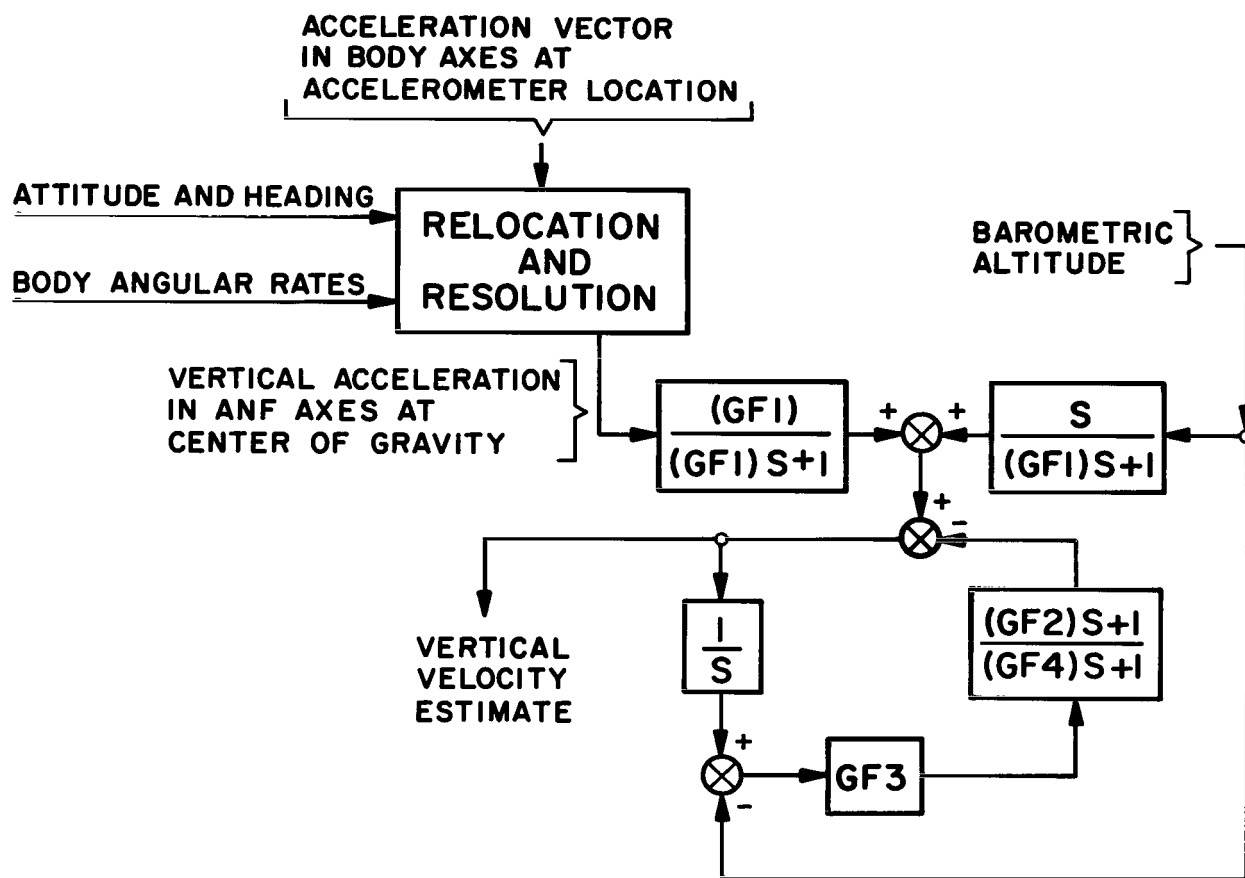 ACCELERATION VECTOR
IN BODY AXES AT
ACCELEROMETER LOCATION
ATTITUDE AND HEADING
BODY ANGULAR RATES
RELOCATION
AND
RESOLUTION
BAROMETRIC
ALTITUDE
VERTICAL ACCELERATION
IN ANF AXES AT
CENTER OF GRAVITY
(GF1)
(GF1)S+1
+ +
S
(GF1)S+1
+
-
VERTICAL
VELOCITY
ESTIMATE
1
S
(GF2)S+1
(GF4)S+1
+
-
GF3